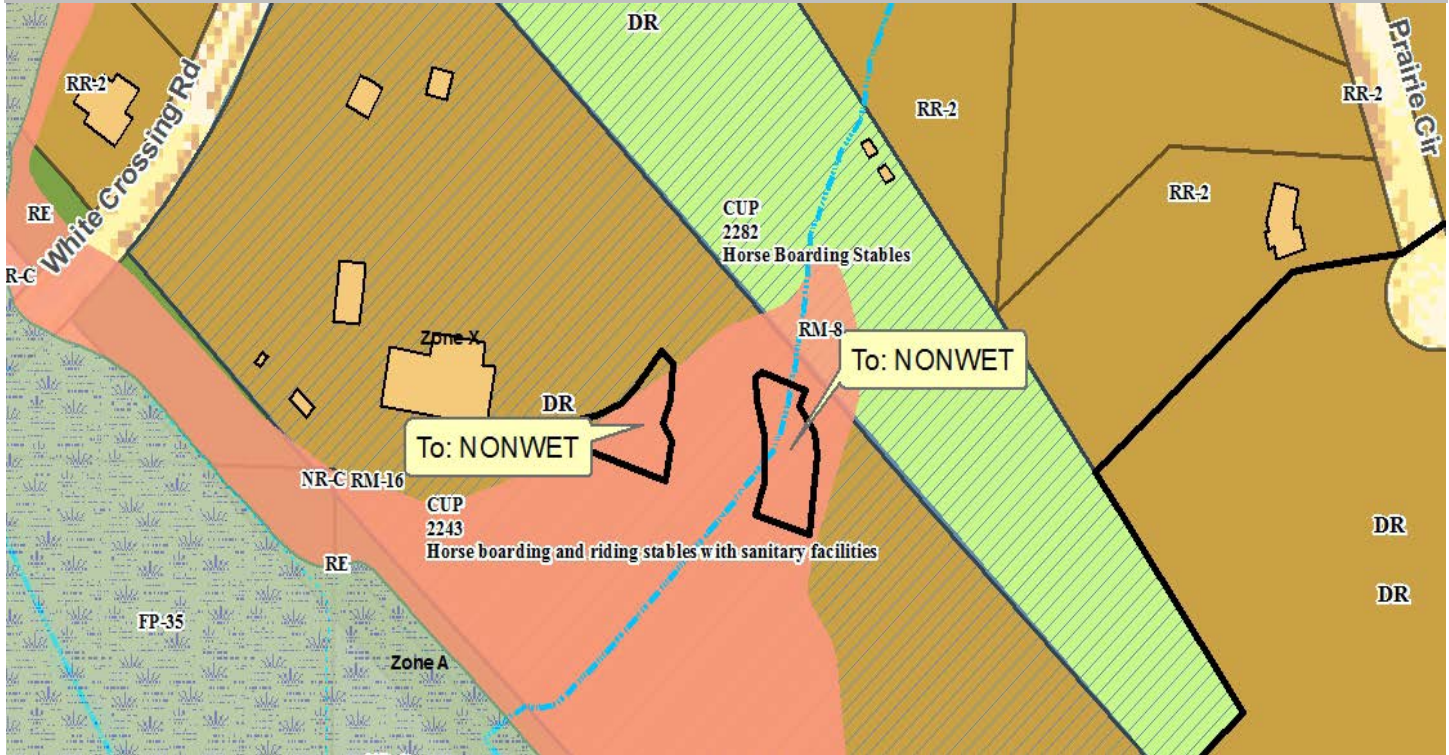 DR
RR-2
White Crossing Rd
RR-2
RR-2
Prairie Cir
RR-2
RE
R-C
CUP
2282
Horse Boarding Stables
Zone X
RM-8
To: NONWET
DR
To: NONWET
NR-C RM-16
CUP
2243
Horse boarding and riding stables with sanitary facilities
RE
DR
DR
FP-35
Zone A